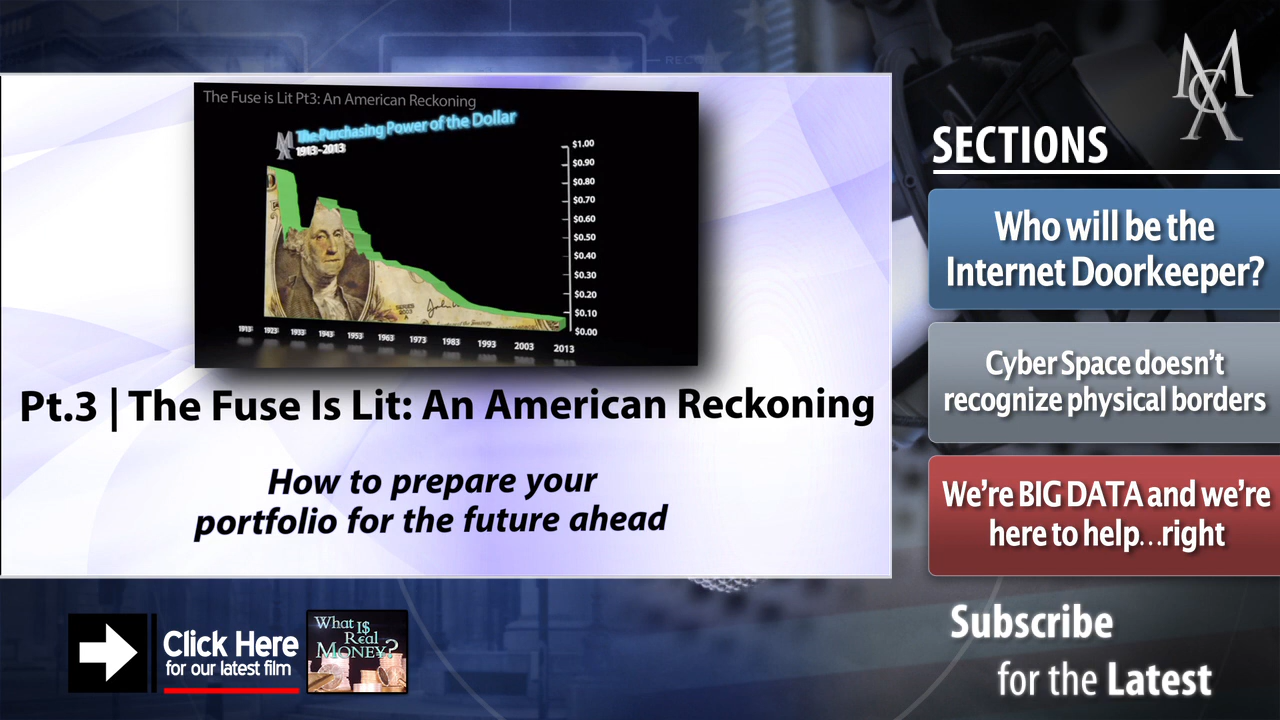 REC
MCA
SECTIONS
Who will be the
Internet Doorkeeper?
Cyber Space doesn't
recognize physical borders
We're BIG DATA and we're
here to help...right
Subscribe
for the Latest
The Fuse is Lit Pt3: An American Reckoning
The Purchasing Power of the Dollar
1913-2013
$1.00
$0.90
$0.80
$0.70
$0.60
$0.50
$0.40
$0.30
$0.20
$0.10
$0.00
1913 1923 1933 1943 1953 1963 1973 1983 1993 2003 2013
Pt.3 | The Fuse Is Lit: An American Reckoning
How to prepare your
portfolio for the future ahead
Click Here
for our latest film
What I$
Real
MONEY?